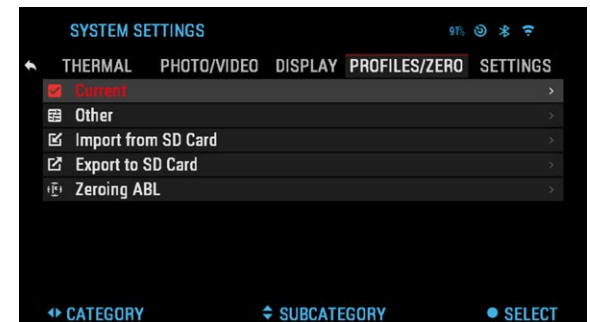 SYSTEM SETTINGS 91%
THERMAL PHOTO/VIDEO DISPLAY PROFILES/ZERO SETTINGS
Current
Other
Import from SD Card
Export to SD Card
Zeroing ABL
CATEGORY SUBCATEGORY SELECT